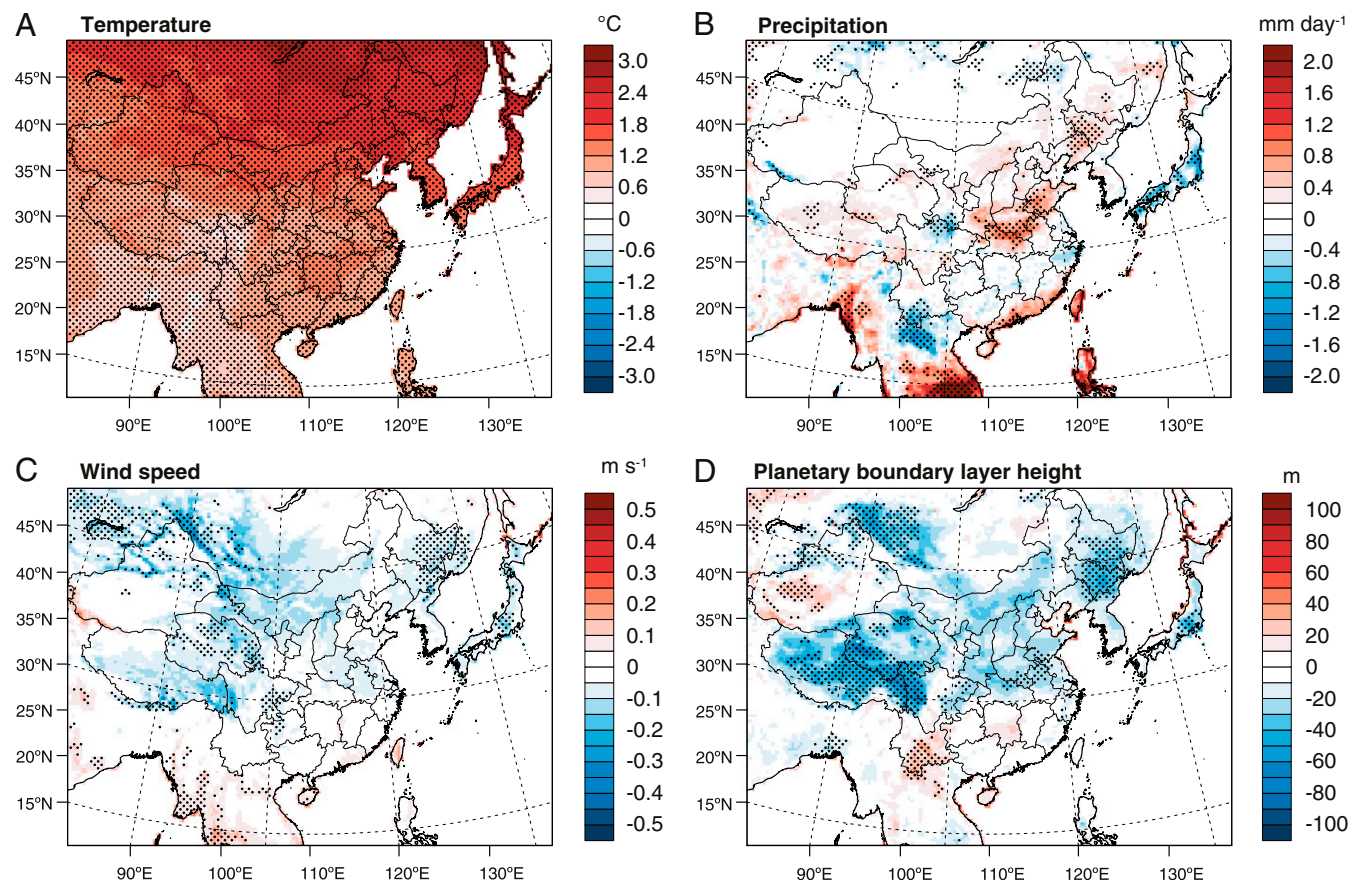 A Temperature °C
3.0
2.4
1.8
1.2
0.6
0
-0.6
-1.2
-1.8
-2.4
-3.0
45°N
40°N
35°N
30°N
25°N
20°N
15°N
90°E 100°E 110°E 120°E 130°E
B Precipitation mm day-1
2.0
1.6
1.2
0.8
0.4
0
-0.4
-0.8
-1.2
-1.6
-2.0
45°N
40°N
35°N
30°N
25°N
20°N
15°N
90°E 100°E 110°E 120°E 130°E
C Wind speed m s-1
0.5
0.4
0.3
0.2
0.1
0
-0.1
-0.2
-0.3
-0.4
-0.5
45°N
40°N
35°N
30°N
25°N
20°N
15°N
90°E 100°E 110°E 120°E 130°E
D Planetary boundary layer height m
100
80
60
40
20
0
-20
-40
-60
-80
-100
45°N
40°N
35°N
30°N
25°N
20°N
15°N
90°E 100°E 110°E 120°E 130°E